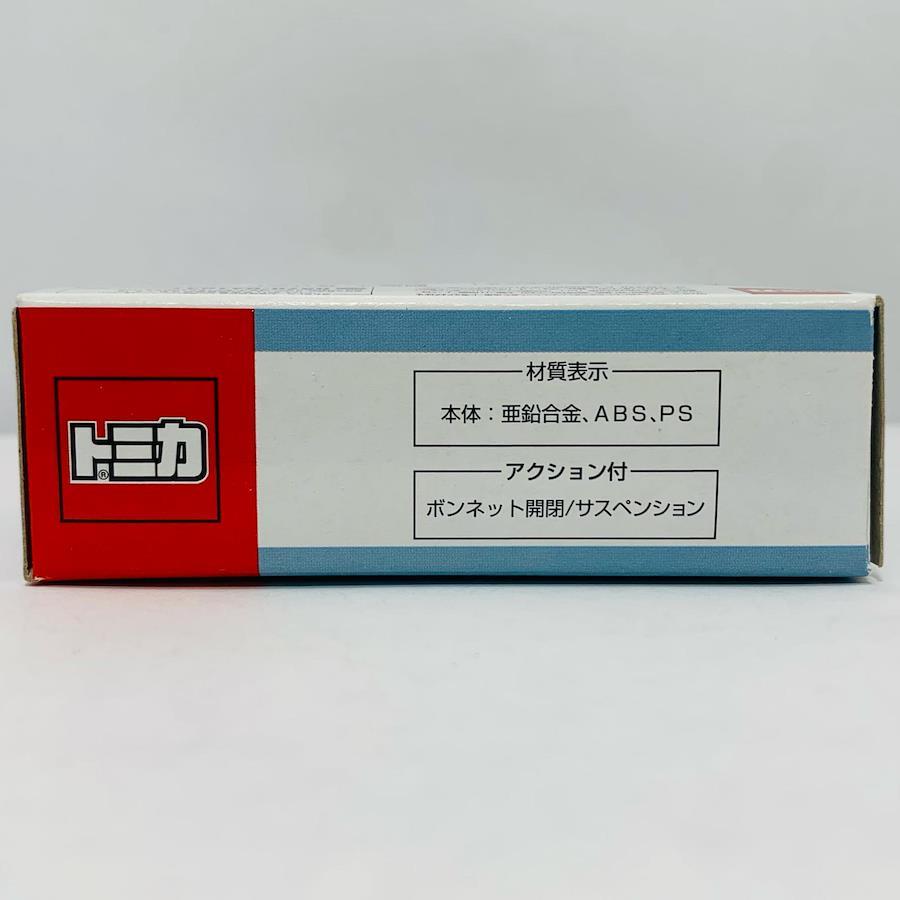 トミカ®
材質表示
本体：亜鉛合金、ABS、PS
アクション付
ボンネット開閉/サスペンション